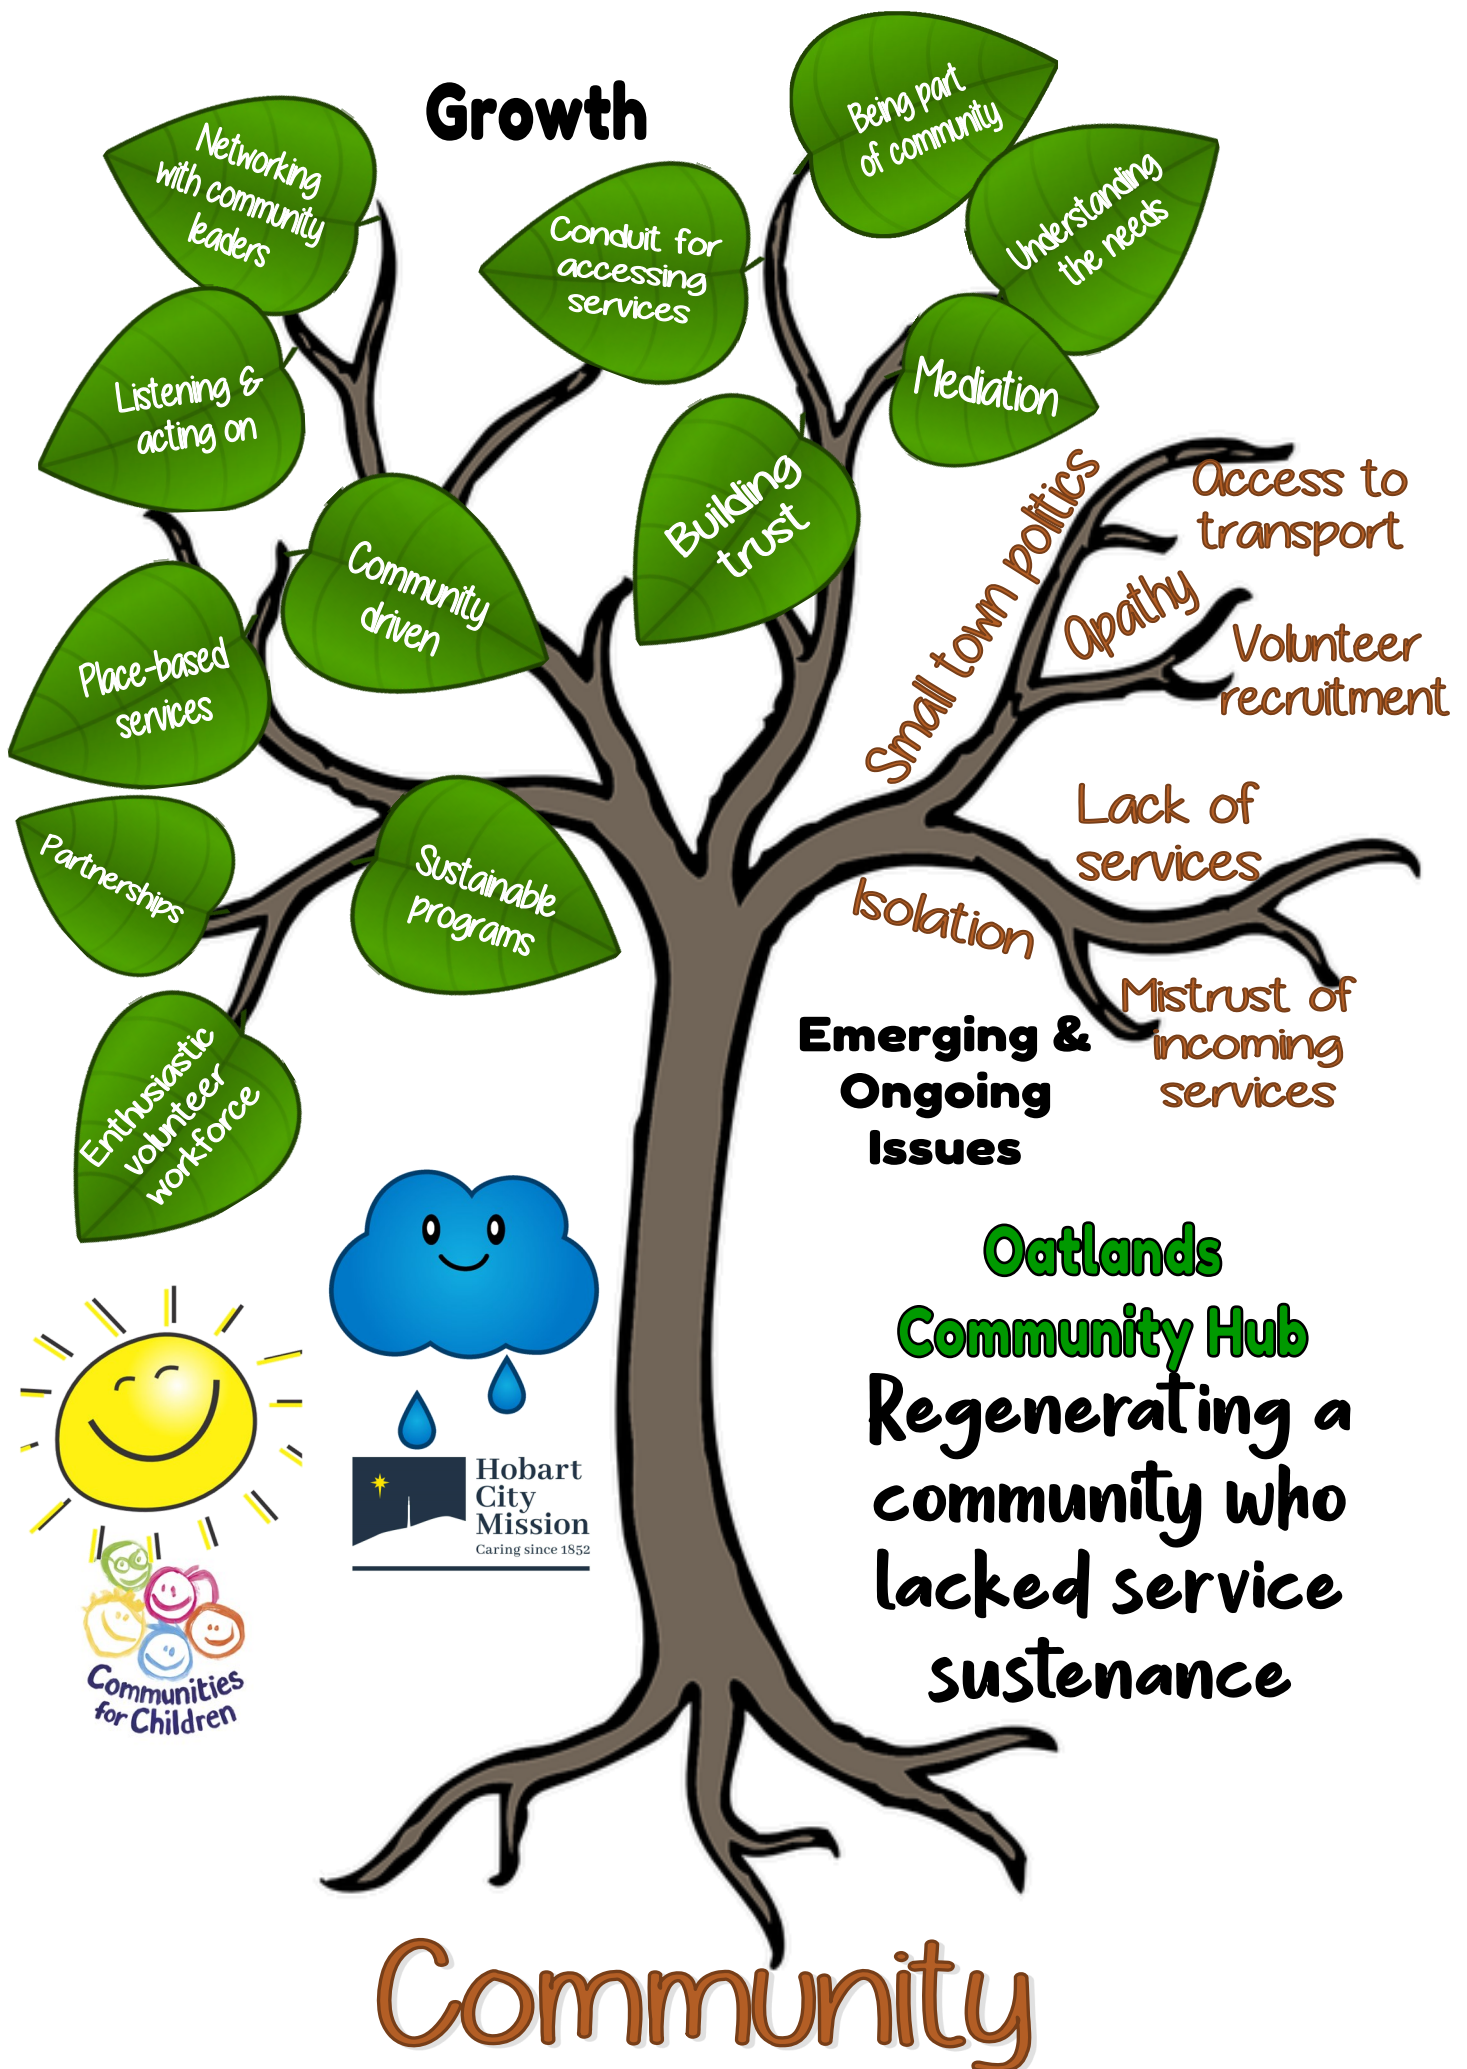 Growth
Networking
with community
leaders
Listening &
acting on
Conduit for
accessing
services
Being part
of community
Understanding
the needs
Mediation
Building
trust
Community
driven
Place-based
services
Partnerships
Sustainable
programs
Enthusiastic
volunteer
workforce
Small town politics
Access to
transport
Apathy
Volunteer
recruitment
Lack of
services
Isolation
Mistrust of
incoming
services
Emerging &
Ongoing
Issues
Oatlands
Community Hub
Regenerating a
community who
lacked service
sustenance
Hobart
City
Mission
Caring since 1852
Communities
for Children
Community